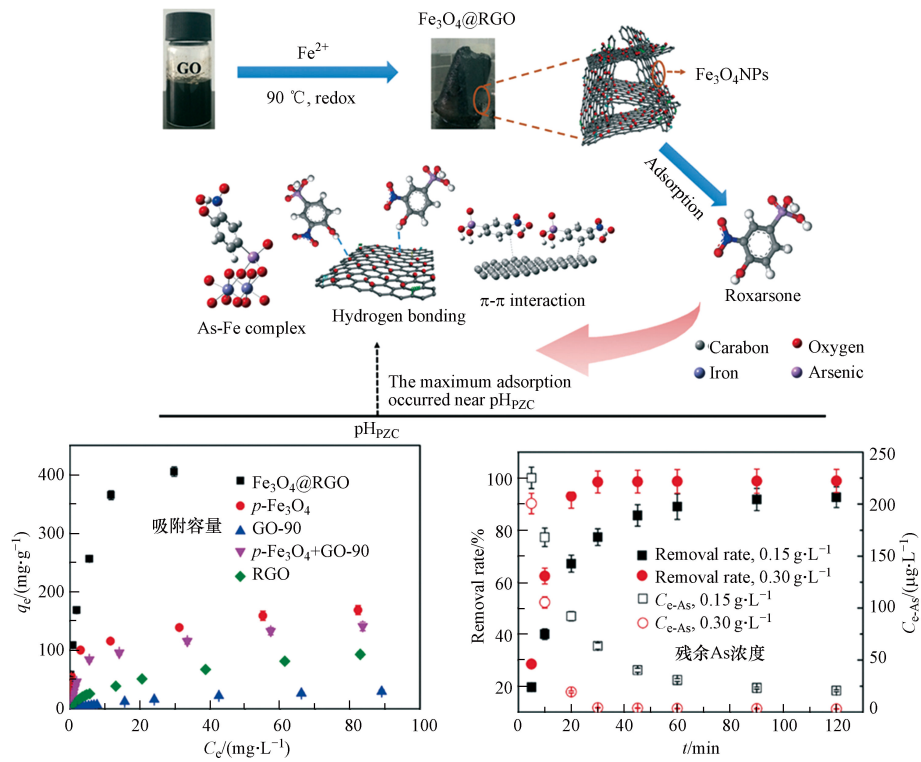 Fe₃O₄@RGO
GO
Fe²⁺
90 ℃, redox
Fe₃O₄NPs
Adsorption
As-Fe complex
Hydrogen bonding
π-π interaction
Roxarsone
Carabon
Oxygen
Iron
Arsenic
The maximum adsorption
occurred near pH_PZC
pH_PZC
qₑ/(mg·g⁻¹)
400
300
200
100
0
Fe₃O₄@RGO
p-Fe₃O₄
GO-90
p-Fe₃O₄+GO-90
RGO
吸附容量
0 20 40 60 80 100
Cₑ/(mg·L⁻¹)
Removal rate/%
100
80
60
40
20
Removal rate, 0.15 g·L⁻¹
Removal rate, 0.30 g·L⁻¹
C_e-As, 0.15 g·L⁻¹
C_e-As, 0.30 g·L⁻¹
残余As浓度
250
200
150
100
50
0
C_e-As/(μg·L⁻¹)
0 20 40 60 80 100 120
t/min